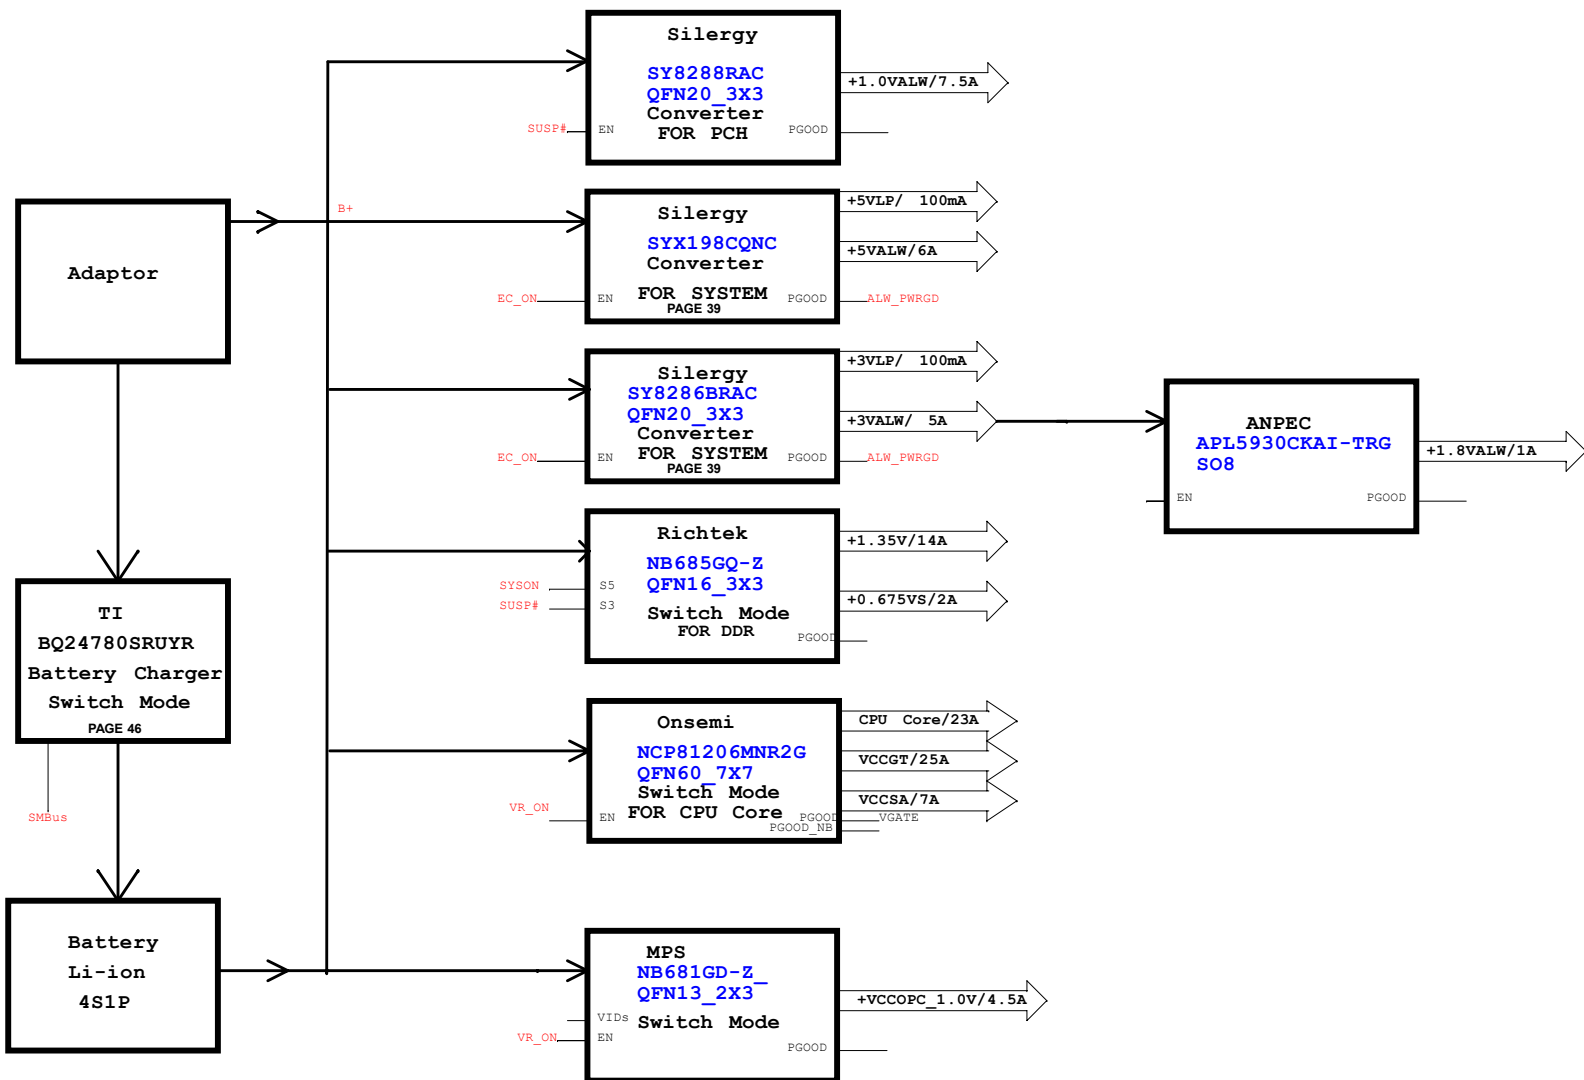 Silergy
SY8288RAC
QFN20_3X3
Converter
FOR PCH
SUSP#
EN
PGOOD
+1.0VALW/7.5A
Adaptor
B+
Silergy
SYX198CQNC
Converter
FOR SYSTEM
PAGE 39
EC_ON
EN
PGOOD
ALW_PWRGD
+5VLP/ 100mA
+5VALW/6A
Silergy
SY8286BRAC
QFN20_3X3
Converter
FOR SYSTEM
PAGE 39
EC_ON
EN
PGOOD
ALW_PWRGD
+3VLP/ 100mA
+3VALW/ 5A
ANPEC
APL5930CKAI-TRG
SO8
EN
PGOOD
+1.8VALW/1A
Richtek
NB685GQ-Z
QFN16_3X3
Switch Mode
FOR DDR
SYSON
S5
SUSP#
S3
PGOOD
+1.35V/14A
+0.675VS/2A
TI
BQ24780SRUYR
Battery Charger
Switch Mode
PAGE 46
SMBus
Onsemi
NCP81206MNR2G
QFN60_7X7
Switch Mode
FOR CPU Core
VR_ON
EN
PGOOD
VGATE
PGOOD_NB
CPU Core/23A
VCCGT/25A
VCCSA/7A
Battery
Li-ion
4S1P
MPS
NB681GD-Z_
QFN13_2X3
Switch Mode
VIDs
VR_ON
EN
PGOOD
+VCCOPC_1.0V/4.5A